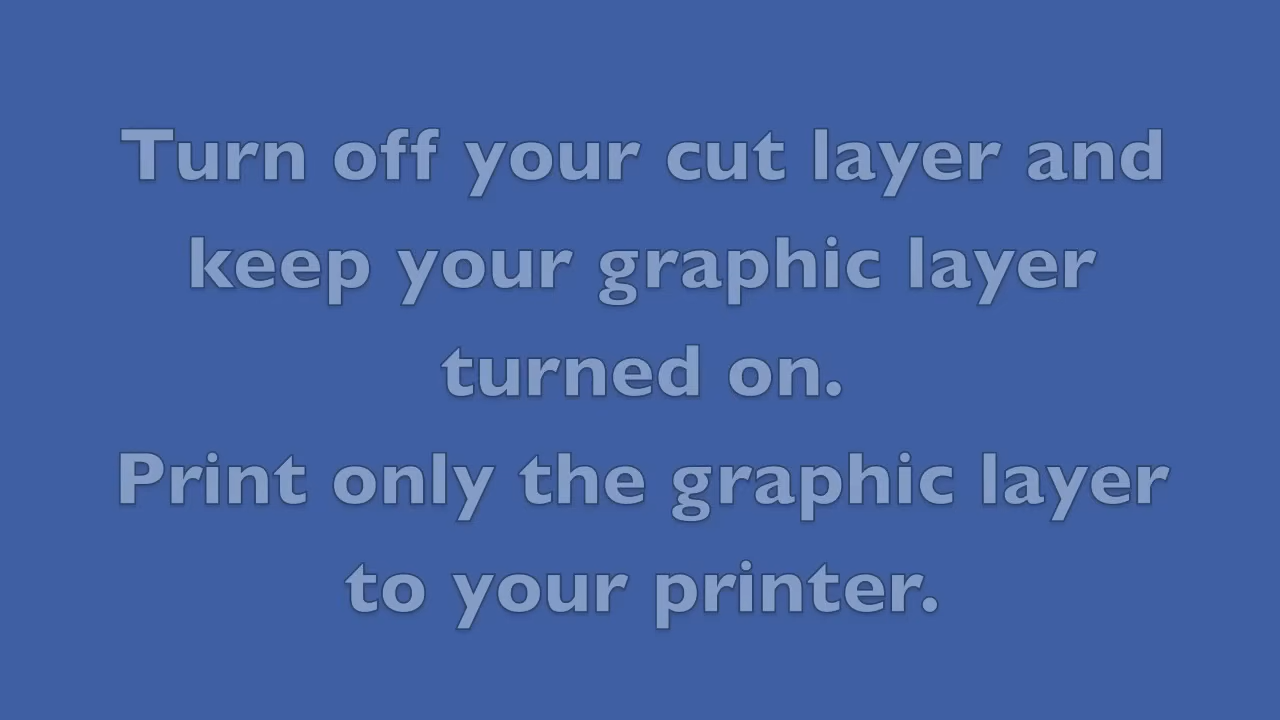 Turn off your cut layer and
keep your graphic layer
turned on.
Print only the graphic layer
to your printer.